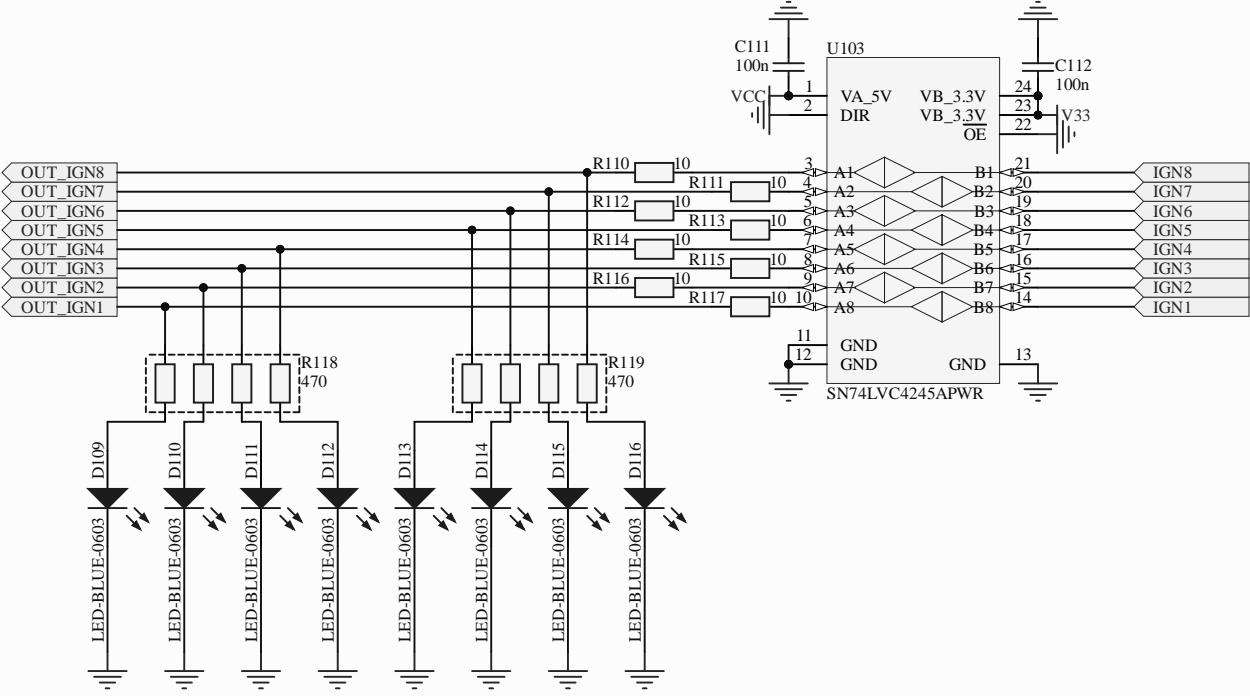 C111
100n
U103
C112
100n
VCC
1
VA_5V
VB_3.3V
24
2
DIR
VB_3.3V
23
V33
OE
22
OUT_IGN8
R110
10
3
A1
B1
21
IGN8
OUT_IGN7
R111
10
4
A2
B2
20
IGN7
OUT_IGN6
R112
10
5
A3
B3
19
IGN6
OUT_IGN5
R113
10
6
A4
B4
18
IGN5
OUT_IGN4
R114
10
7
A5
B5
17
IGN4
OUT_IGN3
R115
10
8
A6
B6
16
IGN3
OUT_IGN2
R116
10
9
A7
B7
15
IGN2
OUT_IGN1
R117
10
10
A8
B8
14
IGN1
11
GND
12
GND
GND
13
SN74LVC4245APWR
R118
470
R119
470
D109
D110
D111
D112
D113
D114
D115
D116
LED-BLUE-0603
LED-BLUE-0603
LED-BLUE-0603
LED-BLUE-0603
LED-BLUE-0603
LED-BLUE-0603
LED-BLUE-0603
LED-BLUE-0603